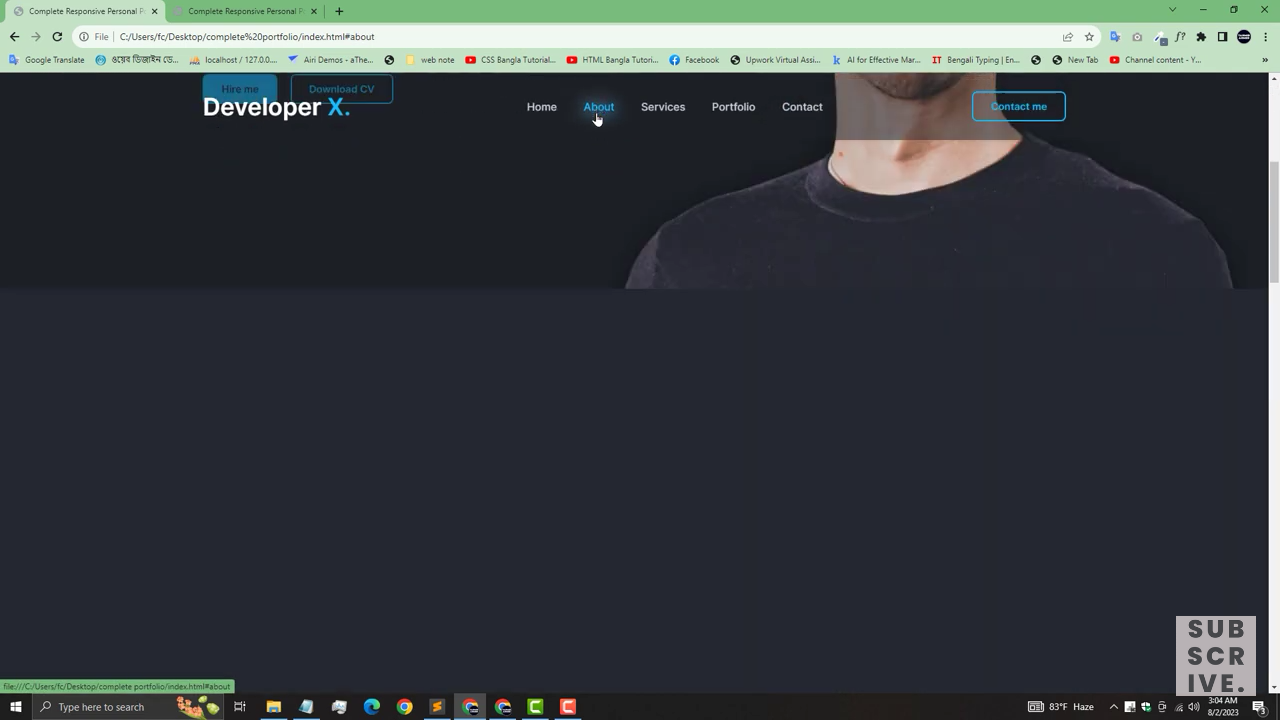 Complete Responsive Personal P
Complete Responsive Personal P
File
C:/Users/fc/Desktop/complete%20portfolio/index.html#about
Google Translate
ওয়েব ডিজাইন ডে...
localhost / 127.0.0...
Airi Demos - aThe...
web note
CSS Bangla Tutorial...
HTML Bangla Tutori...
Facebook
Upwork Virtual Assi...
AI for Effective Mar...
Bengali Typing | En...
New Tab
Channel content - Y...
Hire me
Download CV
Developer X.
Home
About
Services
Portfolio
Contact
Contact me
SUB
SCR
IVE.
file:///C:/Users/fc/Desktop/complete portfolio/index.html#about
Type here to search
83°F Haze
3:04 AM
8/2/2023